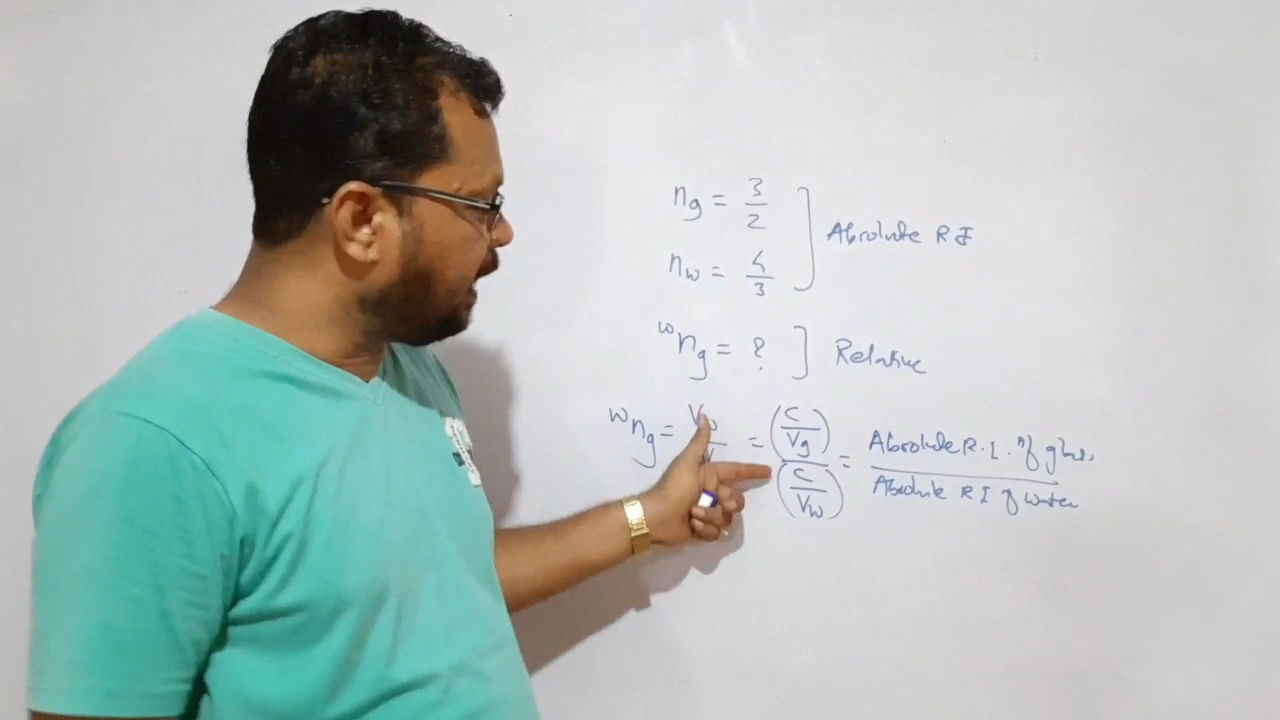 ng = 3/2 ] Absolute R I
nw = 4/3
wng = ? ] Relative
wng = Vw/V = (C/Vg)/(C/Vw) = Absolute R.I. of glass / Absolute R I of water